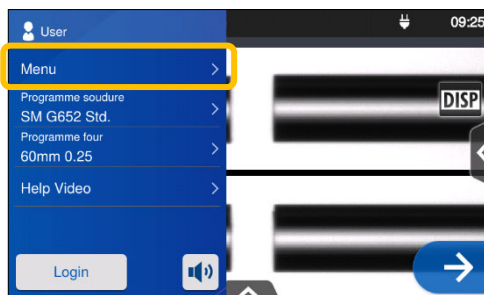 User
09:25
Menu
Programme soudure
SM G652 Std.
DISP
Programme four
60mm 0.25
Help Video
Login